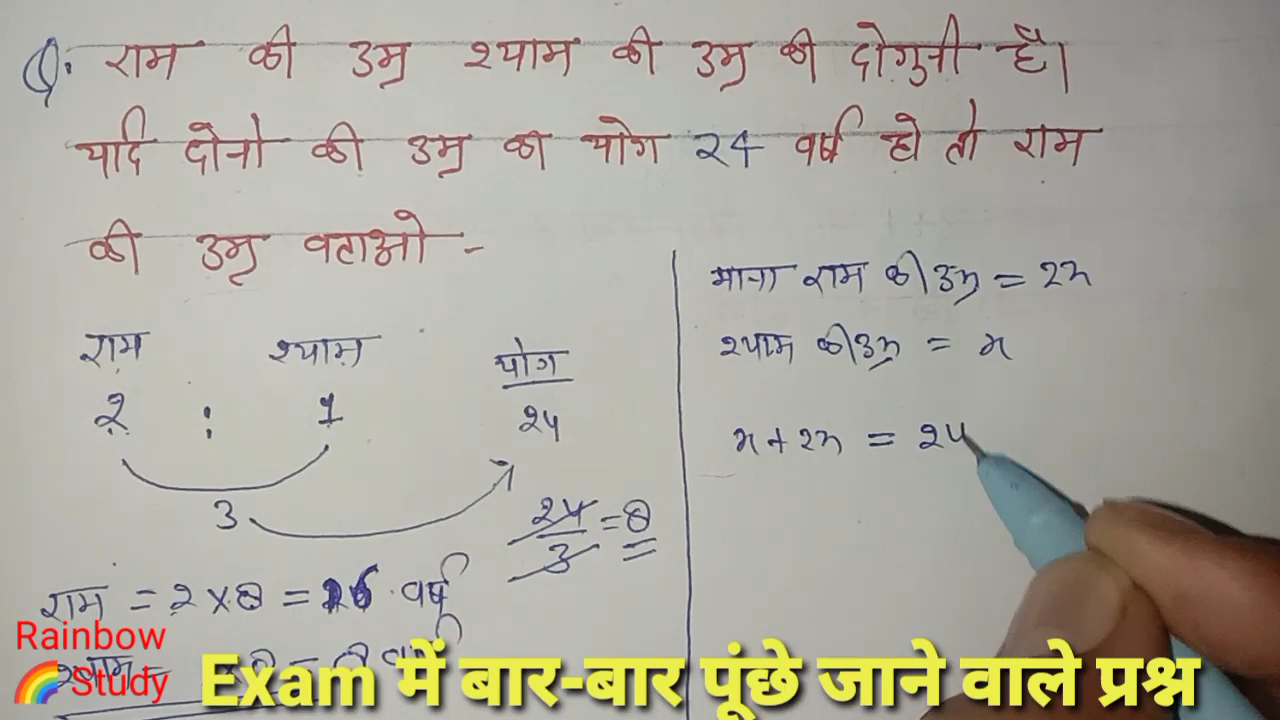 Q. राम की उम्र श्याम की उम्र की दोगुनी है।
यदि दोनो की उम्र का योग 24 वर्ष हो तो राम
की उम्र बताओ -
राम श्याम योग
2 : 1 24
3
24/3 = 8
राम = 2 × 8 = 16 वर्ष
श्याम =
माना राम की उम्र = 2x
श्याम की उम्र = x
x + 2x = 24
Rainbow
Study
Exam में बार-बार पूंछे जाने वाले प्रश्न